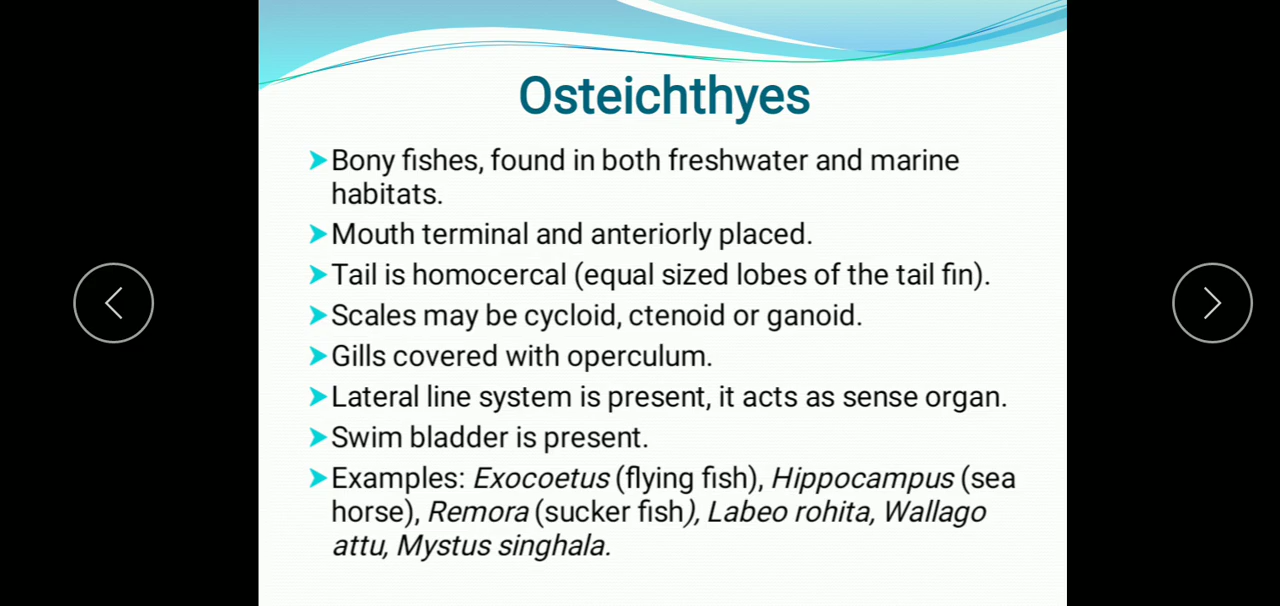 Osteichthyes
➤Bony fishes, found in both freshwater and marine
habitats.
➤Mouth terminal and anteriorly placed.
➤Tail is homocercal (equal sized lobes of the tail fin).
➤Scales may be cycloid, ctenoid or ganoid.
➤Gills covered with operculum.
➤Lateral line system is present, it acts as sense organ.
➤Swim bladder is present.
➤Examples: Exocoetus (flying fish), Hippocampus (sea
horse), Remora (sucker fish), Labeo rohita, Wallago
attu, Mystus singhala.